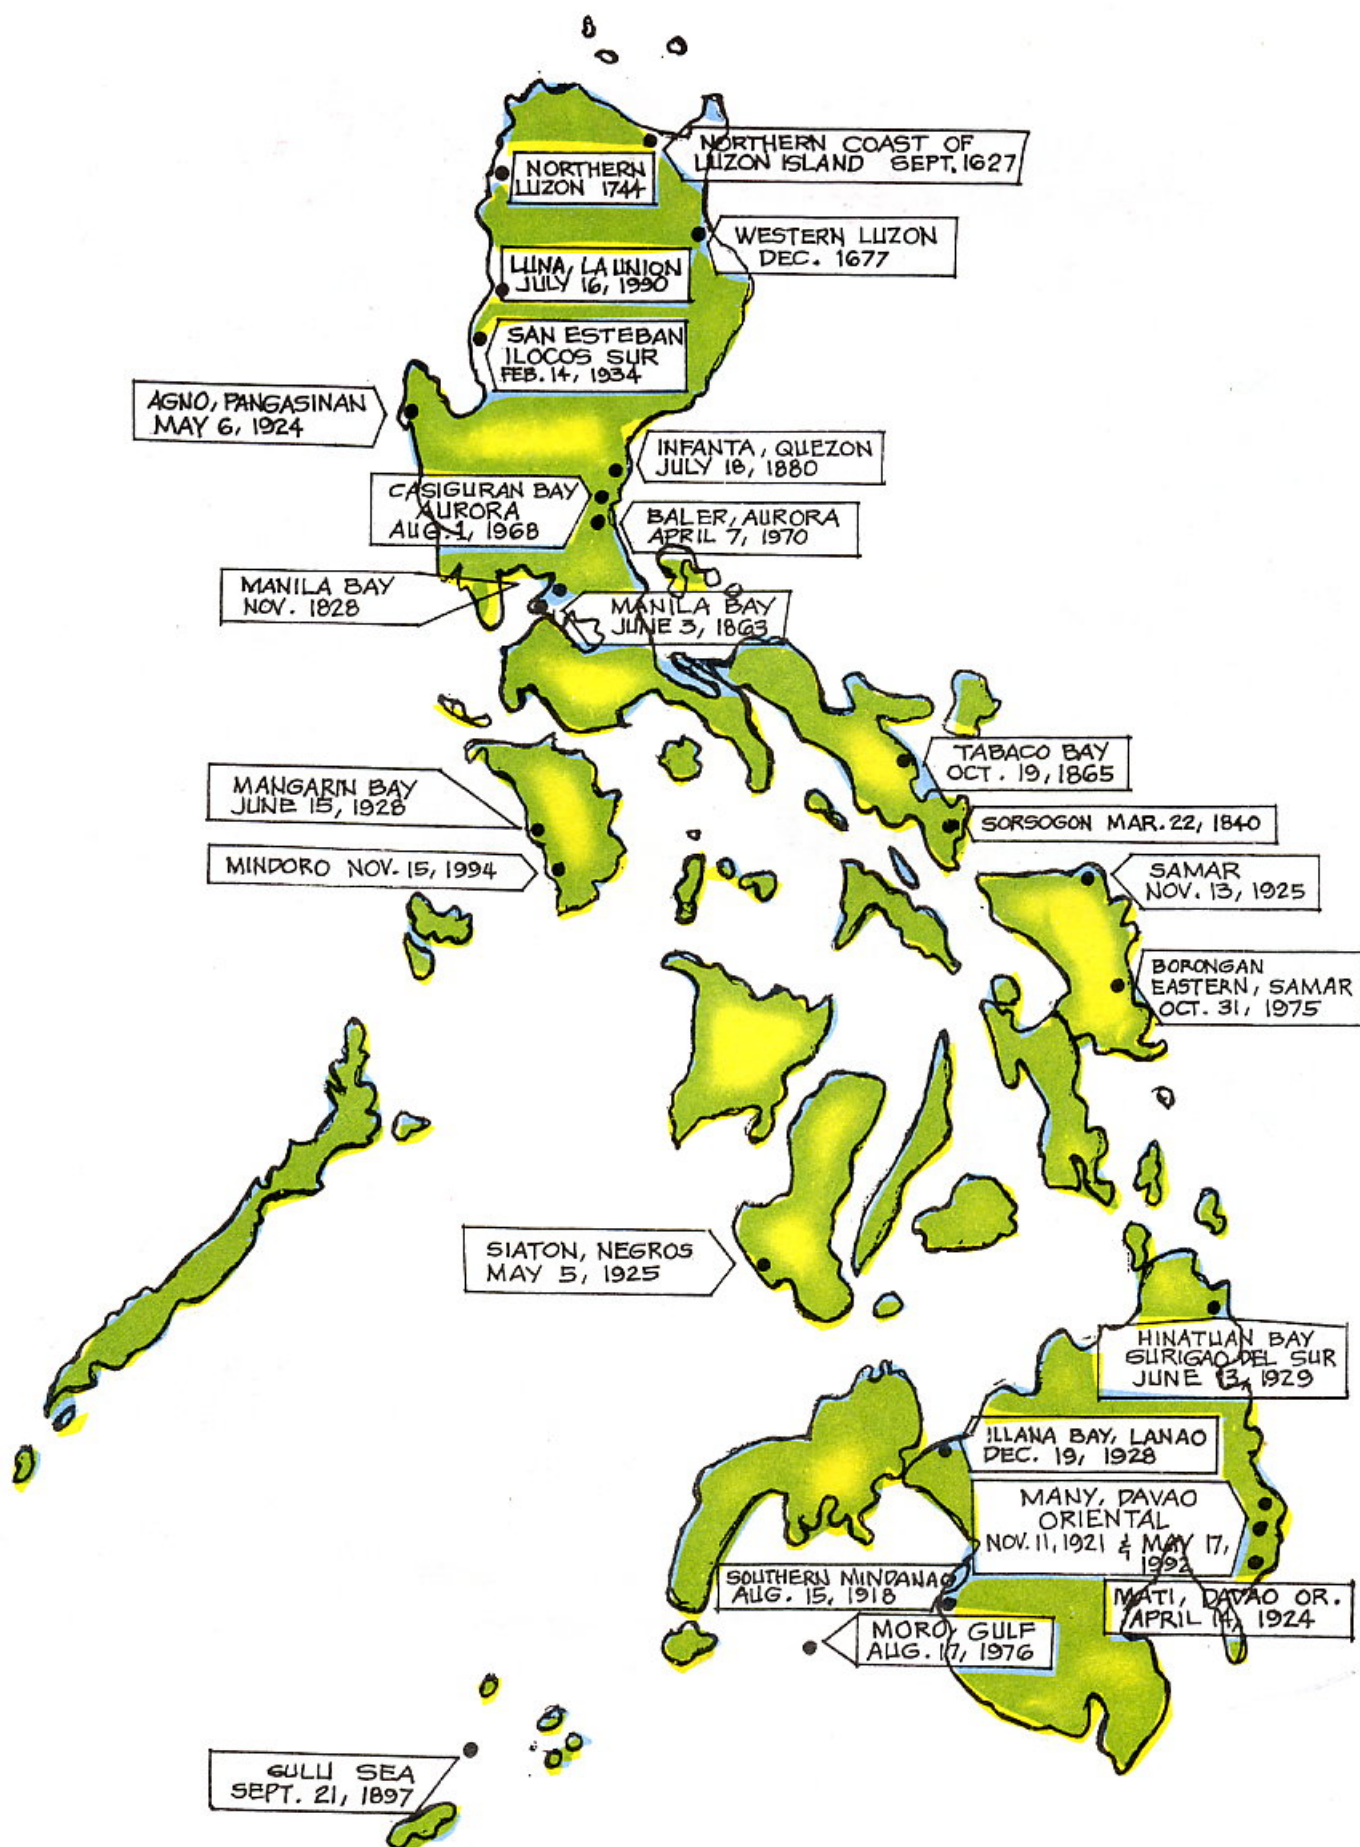 NORTHERN COAST OF
LUZON ISLAND SEPT. 1627
NORTHERN
LUZON 1744
WESTERN LUZON
DEC. 1677
LUNA, LA UNION
JULY 16, 1990
SAN ESTEBAN
ILOCOS SUR
FEB. 14, 1934
AGNO, PANGASINAN
MAY 6, 1924
INFANTA, QUEZON
JULY 18, 1880
CASIGURAN BAY
AURORA
AUG. 1, 1968
BALER, AURORA
APRIL 7, 1970
MANILA BAY
NOV. 1828
MANILA BAY
JUNE 3, 1863
TABACO BAY
OCT. 19, 1865
MANGARIN BAY
JUNE 15, 1928
SORSOGON MAR. 22, 1840
MINDORO NOV. 15, 1994
SAMAR
NOV. 13, 1925
BORONGAN
EASTERN, SAMAR
OCT. 31, 1975
SIATON, NEGROS
MAY 5, 1925
HINATUAN BAY
SURIGAO DEL SUR
JUNE 13, 1929
ILLANA BAY, LANAO
DEC. 19, 1928
MANY, DAVAO
ORIENTAL
NOV. 11, 1921 & MAY 17,
1992
SOUTHERN MINDANAO
AUG. 15, 1918
MATI, DAVAO OR.
APRIL 14, 1924
MORO GULF
AUG. 17, 1976
SULU SEA
SEPT. 21, 1897